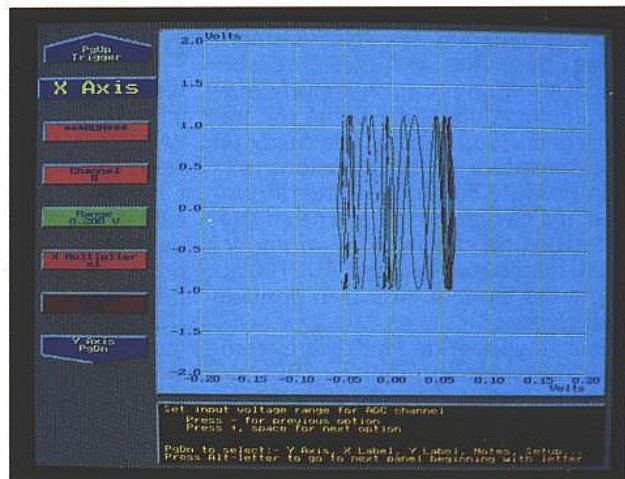 PgUp
Trigger
X Axis
Channel
Range
0.200 V
X Multiplier
x1
Y Axis
PgDn
Volts
2.0
1.5
1.0
0.5
0.0
-0.5
-1.0
-1.5
-2.0
-0.20 -0.15 -0.10 -0.05 0.00 0.05 0.10 0.15 0.20
Volts
Set input voltage range for ADC channel
Press - for previous option
Press +, space for next option
PgDn to select:- Y Axis, X Label, Y Label, Notes, Setup...
Press Alt-letter to go to next panel beginning with letter